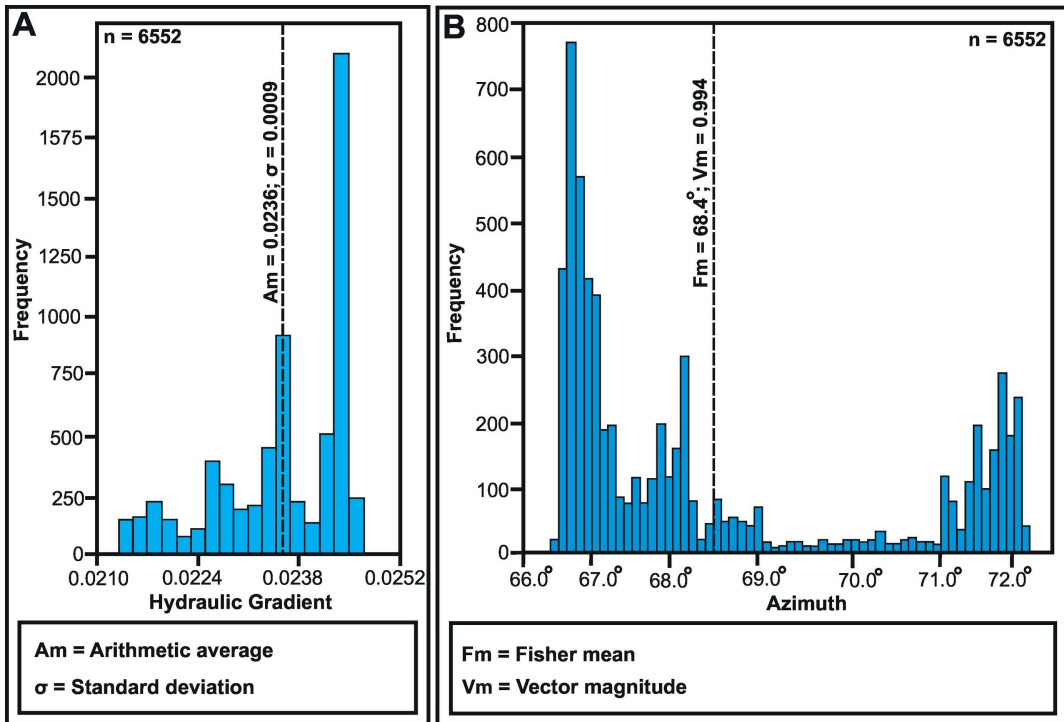 A
n = 6552
Am = 0.0236; σ = 0.0009
Frequency
2000
1575
1500
1250
1000
750
500
250
0
0.0210
0.0224
0.0238
0.0252
Hydraulic Gradient
Am = Arithmetic average
σ = Standard deviation
B
n = 6552
Fm = 68.4°; Vm = 0.994
Frequency
800
700
600
500
400
300
200
100
0
66.0°
67.0°
68.0°
69.0°
70.0°
71.0°
72.0°
Azimuth
Fm = Fisher mean
Vm = Vector magnitude